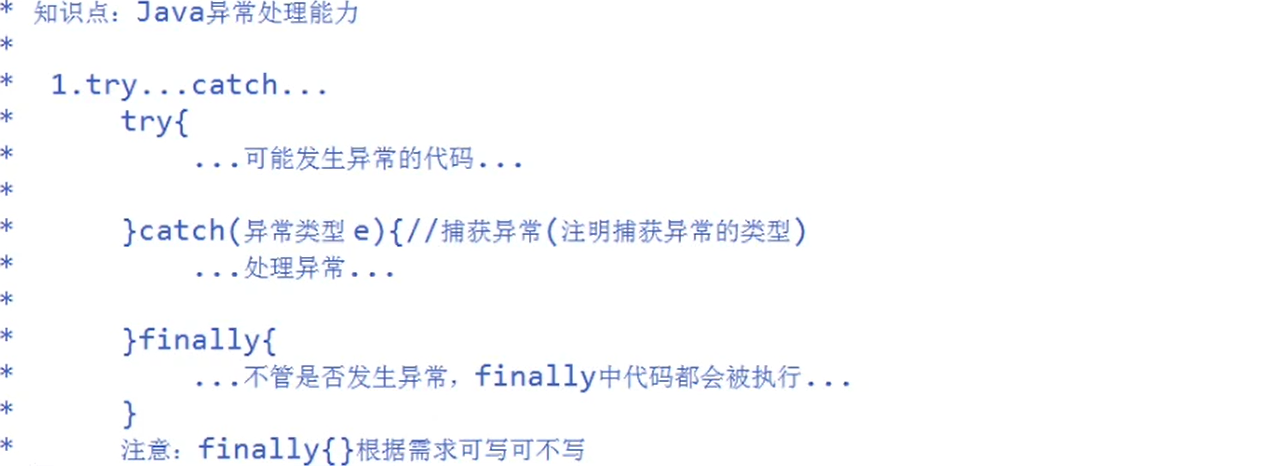 * 知识点：Java异常处理能力
*
* 1.try...catch...
* try{
* ...可能发生异常的代码...
*
* }catch(异常类型 e){//捕获异常(注明捕获异常的类型)
* ...处理异常...
*
* }finally{
* ...不管是否发生异常，finally中代码都会被执行...
* }
* 注意：finally{}根据需求可写可不写